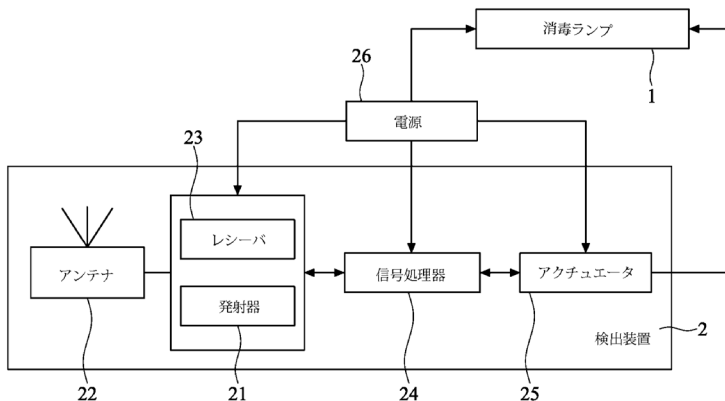 消毒ランプ
1
26
電源
23
レシーバ
アンテナ
信号処理器
アクチュエータ
発射器
検出装置
2
22
21
24
25